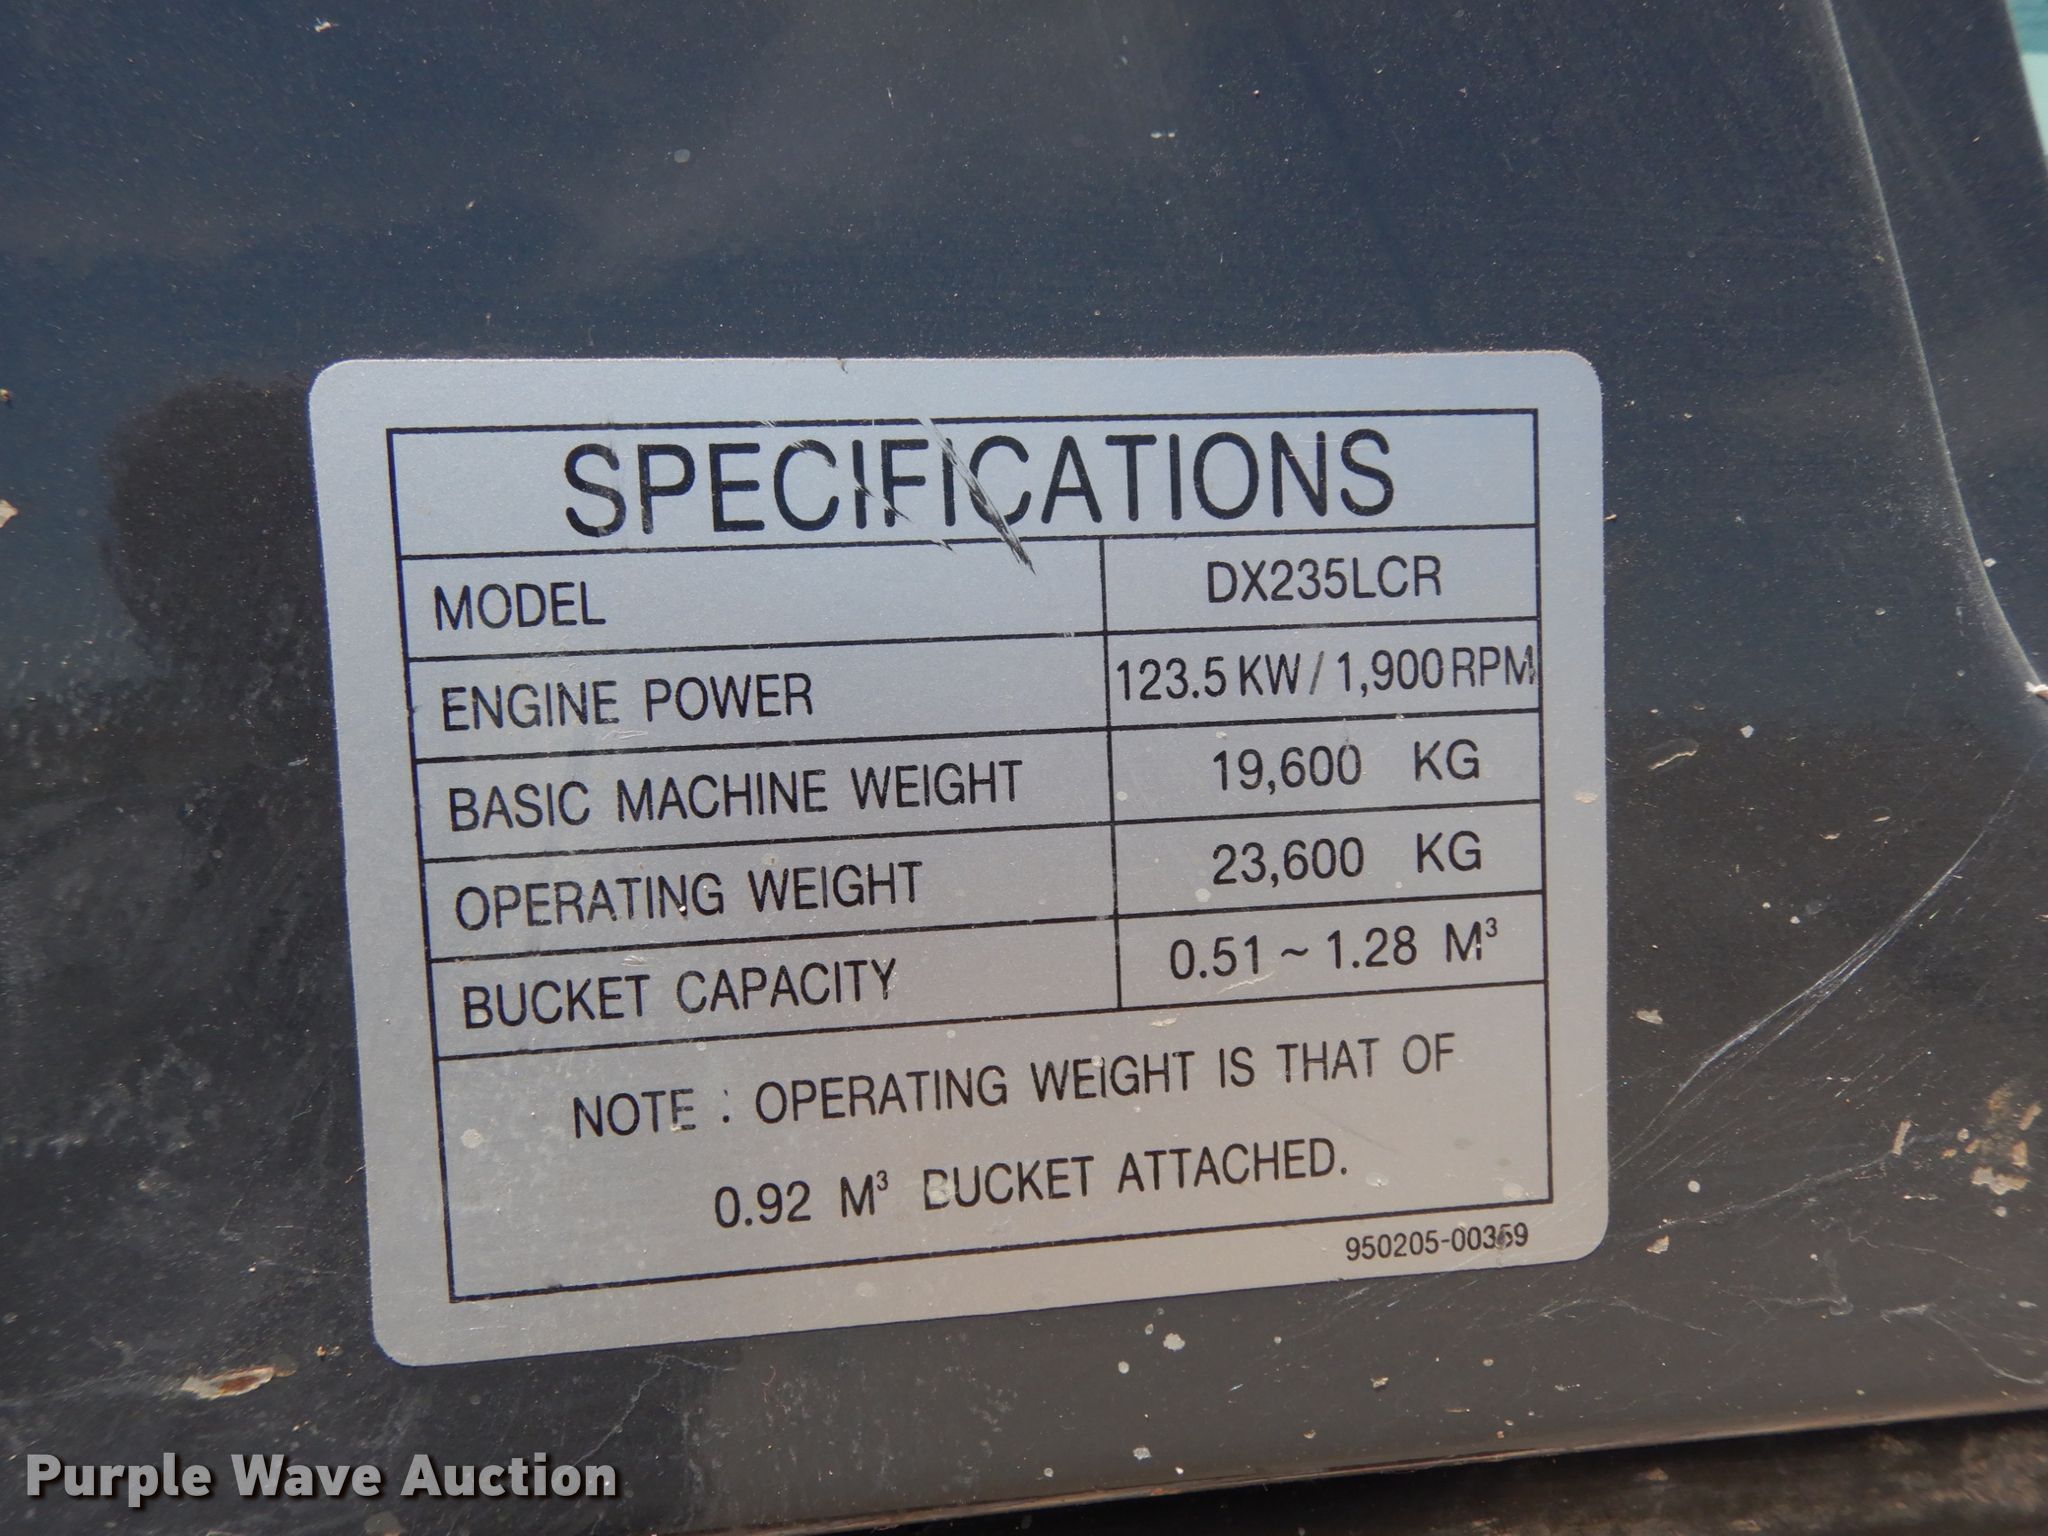 SPECIFICATIONS
MODEL DX235LCR
ENGINE POWER 123.5 KW / 1,900 RPM
BASIC MACHINE WEIGHT 19,600 KG
OPERATING WEIGHT 23,600 KG
BUCKET CAPACITY 0.51 ~ 1.28 M³
NOTE : OPERATING WEIGHT IS THAT OF
0.92 M³ BUCKET ATTACHED.
950205-00369
Purple Wave Auction